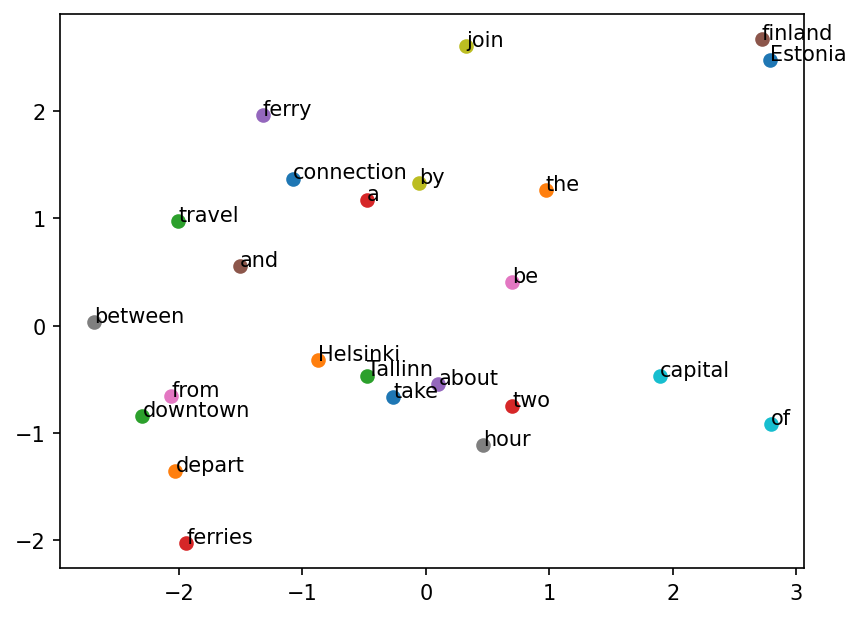 join
finland
Estonia
2
ferry
connection
by
a
the
1
travel
and
be
0
between
Helsinki
Tallinn
capital
about
take
from
two
downtown
of
−1
hour
depart
−2
ferries
−2 −1 0 1 2 3